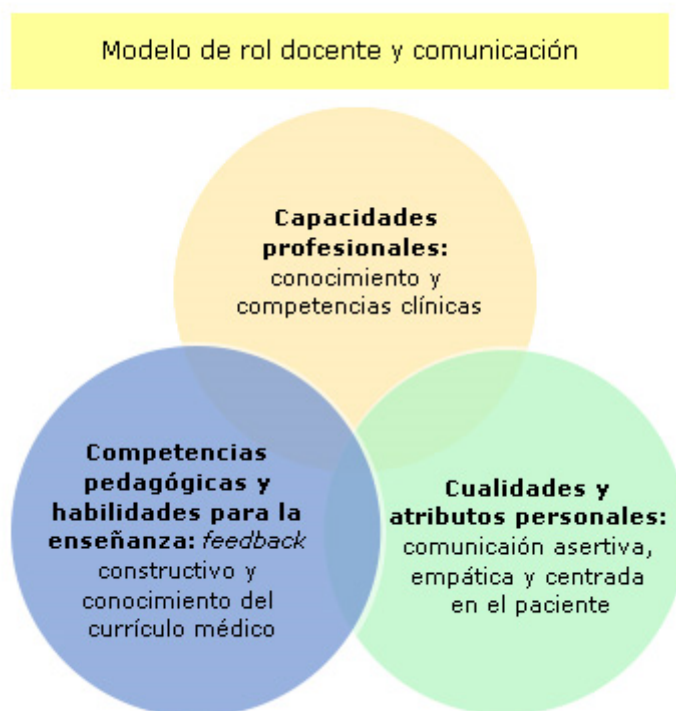 Modelo de rol docente y comunicación
Capacidades
profesionales:
conocimiento y
competencias clínicas
Competencias
pedagógicas y
habilidades para la
enseñanza: feedback
constructivo y
conocimiento del
currículo médico
Cualidades y
atributos personales:
comunicaión asertiva,
empática y centrada
en el paciente